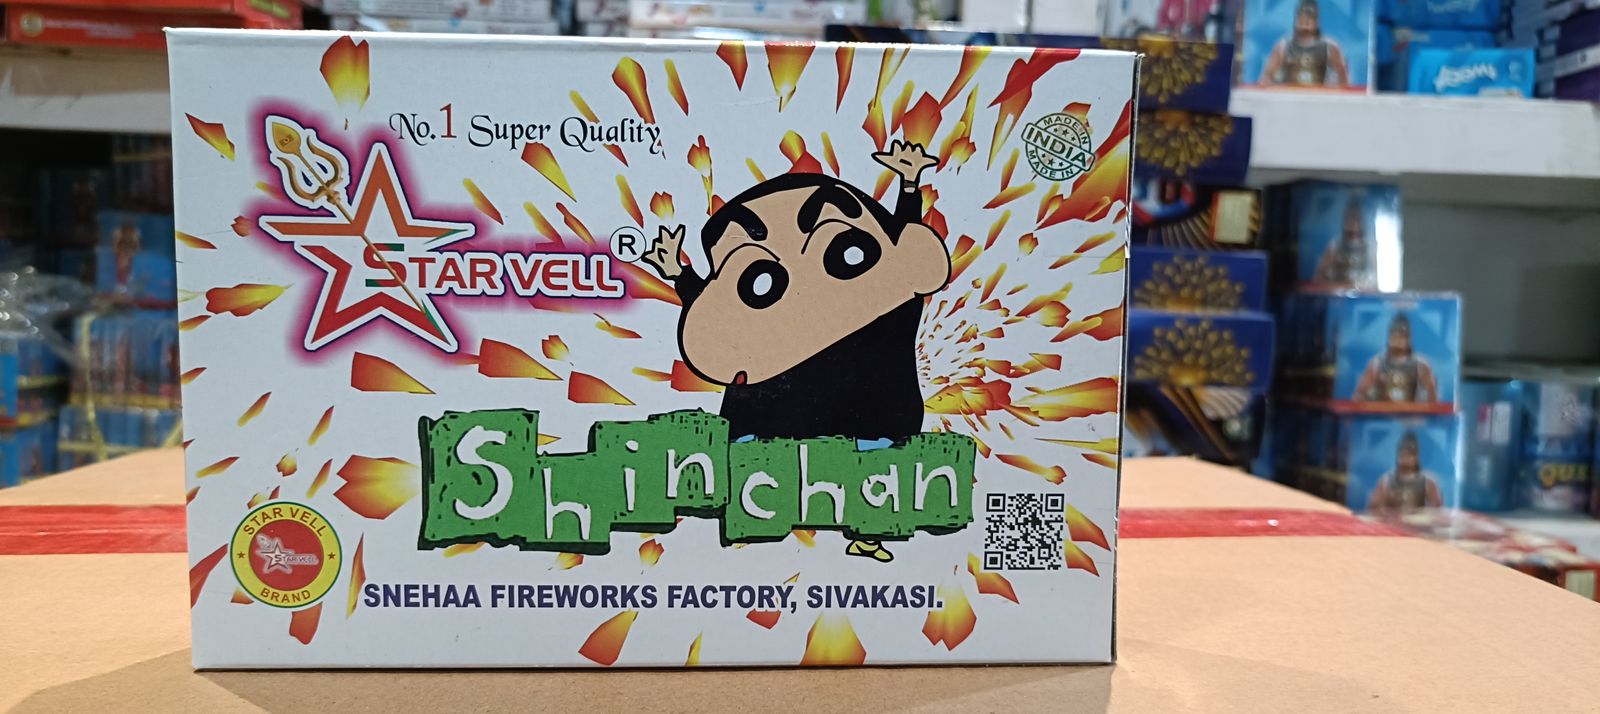 No.1 Super Quality
MADE IN
INDIA
MADE IN
STAR VELL
R
Shinchan
STAR VELL
STAR VELL
BRAND
SNEHAA FIREWORKS FACTORY, SIVAKASI.